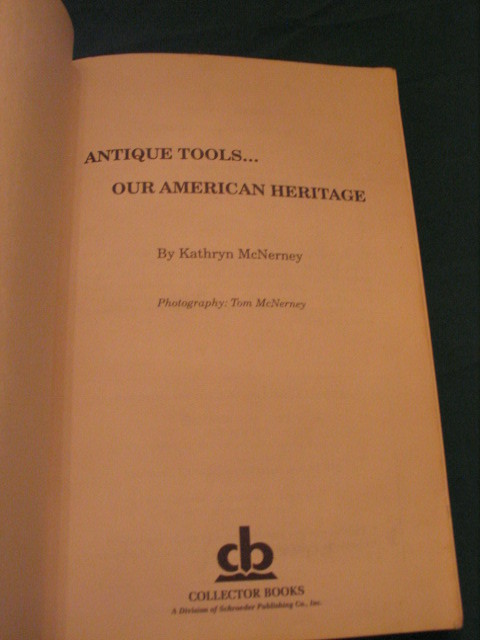 ANTIQUE TOOLS...
OUR AMERICAN HERITAGE
By Kathryn McNerney
Photography: Tom McNerney
cb
COLLECTOR BOOKS
A Division of Schroeder Publishing Co., Inc.